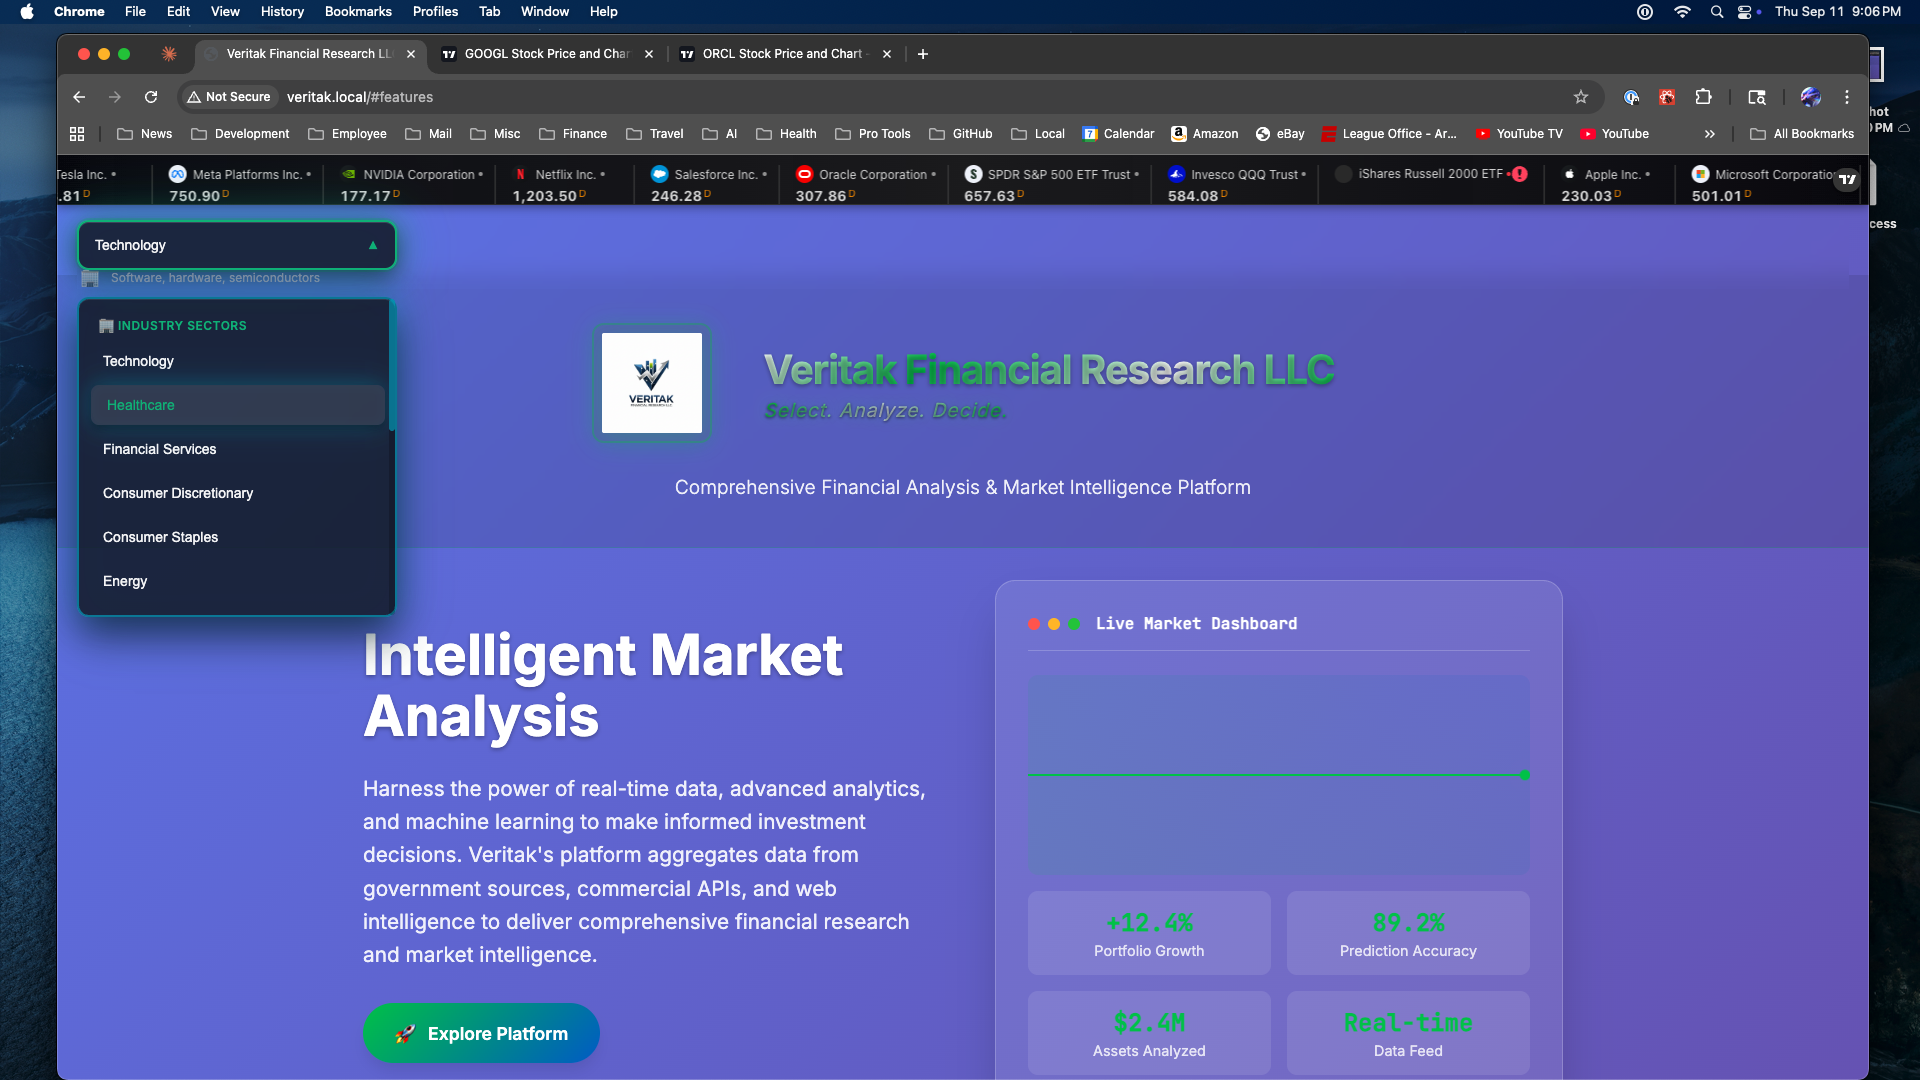 Chrome File Edit View History Bookmarks Profiles Tab Window Help Thu Sep 11 9:06 PM
Veritak Financial Research LL GOOGL Stock Price and Char ORCL Stock Price and Chart
Not Secure veritak.local/#features
hot
PM
News Development Employee Mail Misc Finance Travel AI Health Pro Tools GitHub Local 7 Calendar Amazon eBay League Office - Ar... YouTube TV YouTube » All Bookmarks
esla Inc. Meta Platforms Inc. NVIDIA Corporation Netflix Inc. Salesforce Inc. Oracle Corporation SPDR S&P 500 ETF Trust Invesco QQQ Trust iShares Russell 2000 ETF Apple Inc. Microsoft Corporatio
.81 D 750.90 D 177.17 D 1,203.50 D 246.28 D 307.86 D 657.63 D 584.08 D 230.03 D 501.01 D
cess
Technology
Software, hardware, semiconductors
INDUSTRY SECTORS
Technology
Healthcare
Financial Services
Consumer Discretionary
Consumer Staples
Energy
VERITAK
FINANCIAL RESEARCH LLC
Veritak Financial Research LLC
Select. Analyze. Decide.
Comprehensive Financial Analysis & Market Intelligence Platform
Intelligent Market
Analysis
Harness the power of real-time data, advanced analytics,
and machine learning to make informed investment
decisions. Veritak's platform aggregates data from
government sources, commercial APIs, and web
intelligence to deliver comprehensive financial research
and market intelligence.
Explore Platform
Live Market Dashboard
+12.4%
Portfolio Growth
89.2%
Prediction Accuracy
$2.4M
Assets Analyzed
Real-time
Data Feed